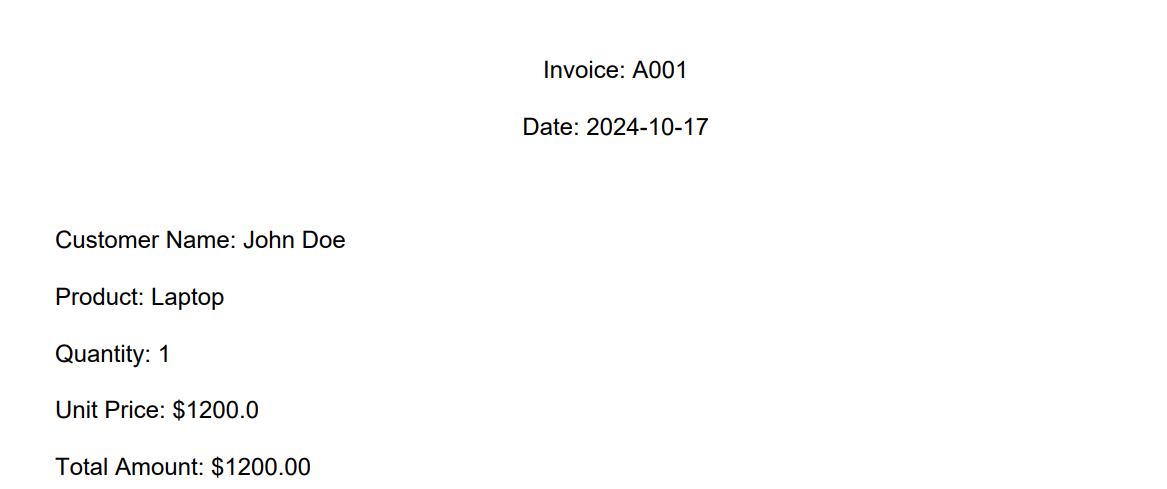 Invoice: A001
Date: 2024-10-17
Customer Name: John Doe
Product: Laptop
Quantity: 1
Unit Price: $1200.0
Total Amount: $1200.00